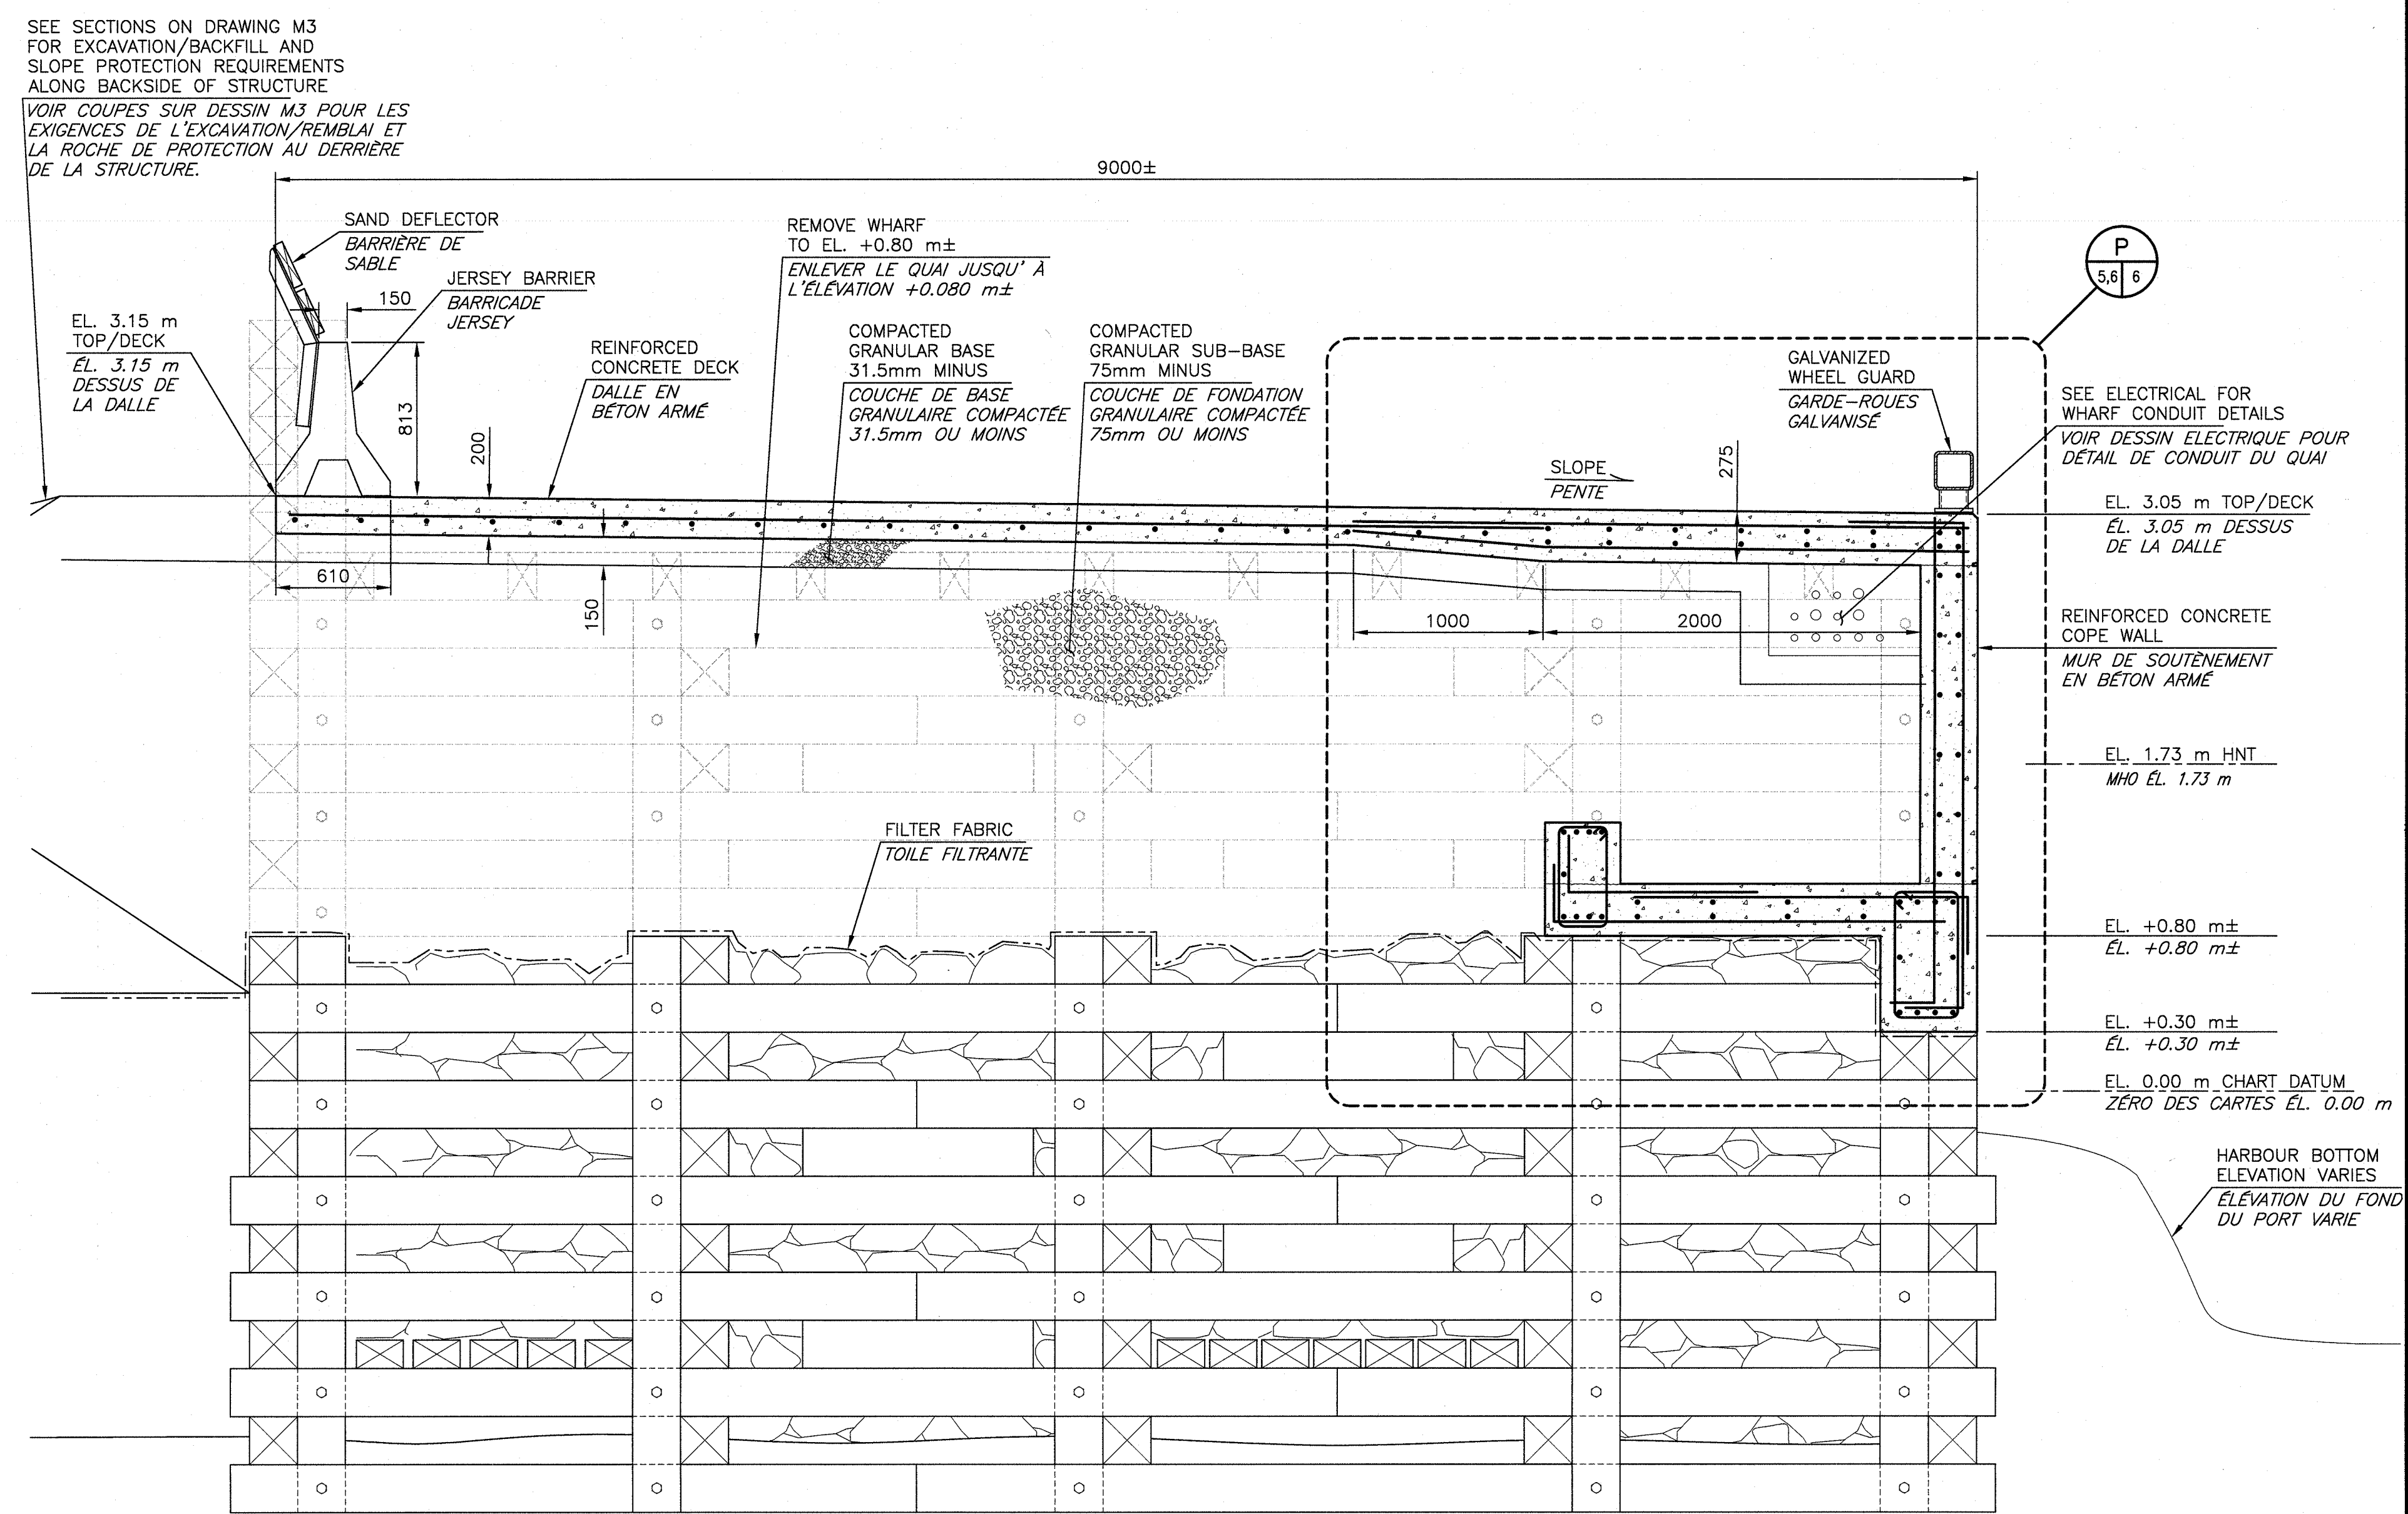 SEE SECTIONS ON DRAWING M3
FOR EXCAVATION/BACKFILL AND
SLOPE PROTECTION REQUIREMENTS
ALONG BACKSIDE OF STRUCTURE
VOIR COUPES SUR DESSIN M3 POUR LES
EXIGENCES DE L'EXCAVATION/REMBLAI ET
LA ROCHE DE PROTECTION AU DERRIÈRE
DE LA STRUCTURE.
9000±
SAND DEFLECTOR
BARRIÈRE DE
SABLE
JERSEY BARRIER
BARRICADE
JERSEY
150
EL. 3.15 m
TOP/DECK
ÉL. 3.15 m
DESSUS DE
LA DALLE
813
REMOVE WHARF
TO EL. +0.80 m±
ENLEVER LE QUAI JUSQU' À
L'ÉLÉVATION +0.080 m±
REINFORCED
CONCRETE DECK
DALLE EN
BÉTON ARMÉ
200
COMPACTED
GRANULAR BASE
31.5mm MINUS
COUCHE DE BASE
GRANULAIRE COMPACTÉE
31.5mm OU MOINS
COMPACTED
GRANULAR SUB-BASE
75mm MINUS
COUCHE DE FONDATION
GRANULAIRE COMPACTÉE
75mm OU MOINS
P
5,6 6
GALVANIZED
WHEEL GUARD
GARDE-ROUES
GALVANISÉ
SLOPE
PENTE
275
SEE ELECTRICAL FOR
WHARF CONDUIT DETAILS
VOIR DESSIN ELECTRIQUE POUR
DÉTAIL DE CONDUIT DU QUAI
EL. 3.05 m TOP/DECK
ÉL. 3.05 m DESSUS
DE LA DALLE
610
150
1000
2000
REINFORCED CONCRETE
COPE WALL
MUR DE SOUTÈNEMENT
EN BÉTON ARMÉ
EL. 1.73 m HNT
MHO ÉL. 1.73 m
FILTER FABRIC
TOILE FILTRANTE
EL. +0.80 m±
ÉL. +0.80 m±
EL. +0.30 m±
ÉL. +0.30 m±
EL. 0.00 m CHART DATUM
ZÉRO DES CARTES ÉL. 0.00 m
HARBOUR BOTTOM
ELEVATION VARIES
ÉLÉVATION DU FOND
DU PORT VARIE